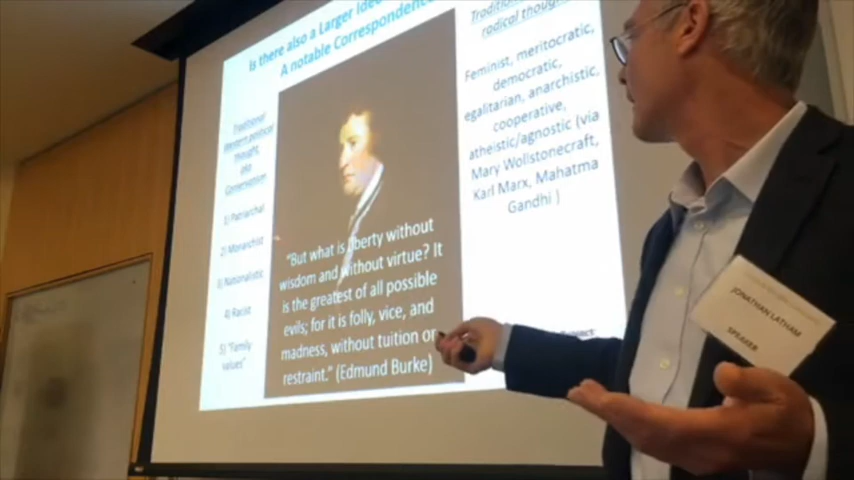 Is there also a Larger Ideo
A notable Correspondence
Traditional
Western political
Thought,
aka
Conservatism
1) Patriarchal
2) Monarchist
3) Nationalistic
4) Racist
5) "Family
Values"
"But what is liberty without
wisdom and without virtue? It
is the greatest of all possible
evils; for it is folly, vice, and
madness, without tuition or
restraint." (Edmund Burke)
Tradition
radical thought
Feminist, meritocratic,
democratic,
egalitarian, anarchistic,
cooperative,
atheistic/agnostic (via
Mary Wollstonecraft,
Karl Marx, Mahatma
Gandhi )
JONATHAN LATHAM
SPEAKER